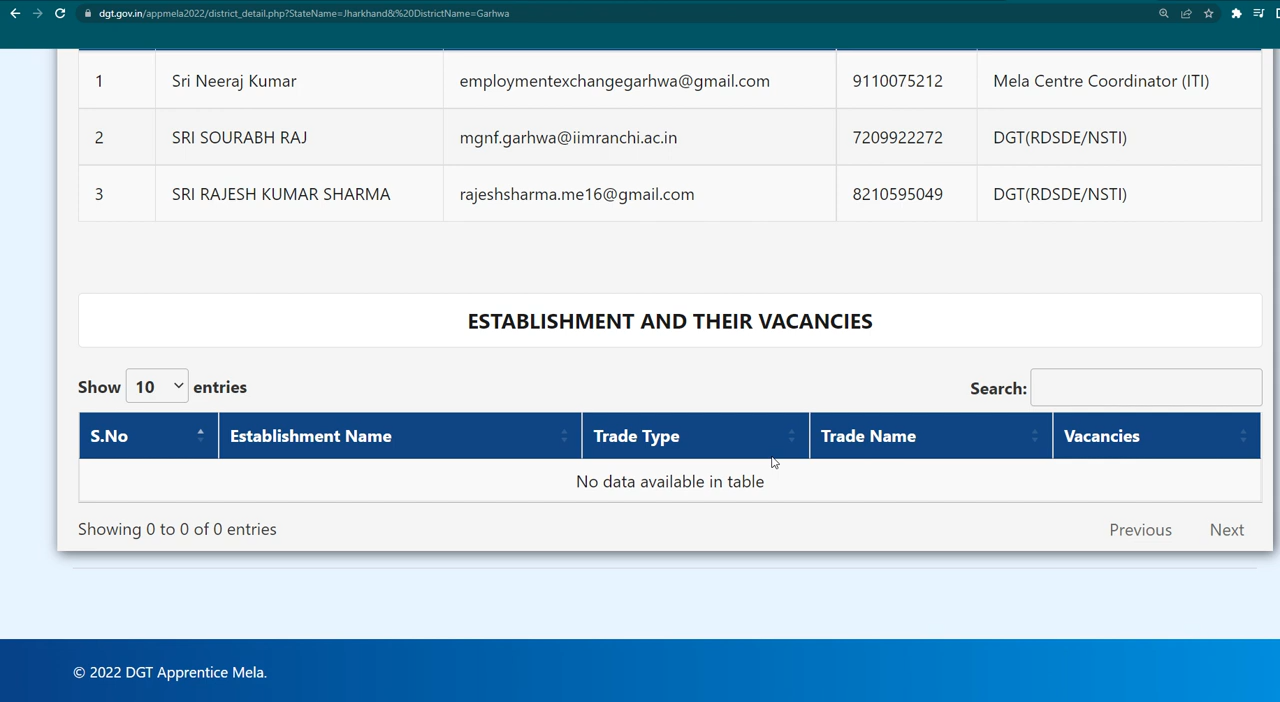 dgt.gov.in/appmela2022/district_detail.php?StateName=Jharkhand&%20DistrictName=Garhwa
1 Sri Neeraj Kumar employmentexchangegarhwa@gmail.com 9110075212 Mela Centre Coordinator (ITI)
2 SRI SOURABH RAJ mgnf.garhwa@iimranchi.ac.in 7209922272 DGT(RDSDE/NSTI)
3 SRI RAJESH KUMAR SHARMA rajeshsharma.me16@gmail.com 8210595049 DGT(RDSDE/NSTI)
ESTABLISHMENT AND THEIR VACANCIES
Show 10 entries Search:
S.No Establishment Name Trade Type Trade Name Vacancies
No data available in table
Showing 0 to 0 of 0 entries Previous Next
© 2022 DGT Apprentice Mela.